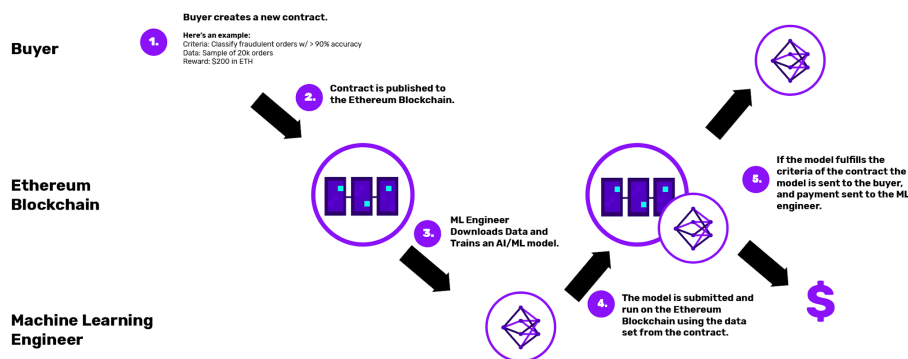 Buyer
1.
Buyer creates a new contract.
Here's an example:
Criteria: Classify fraudulent orders w/ > 90% accuracy
Data: Sample of 20k orders
Reward: $200 in ETH
2.
Contract is published to
the Ethereum Blockchain.
Ethereum
Blockchain
3.
ML Engineer
Downloads Data and
Trains an AI/ML model.
Machine Learning
Engineer
4.
The model is submitted and
run on the Ethereum
Blockchain using the data
set from the contract.
5.
If the model fulfills the
criteria of the contract the
model is sent to the buyer,
and payment sent to the ML
engineer.
$